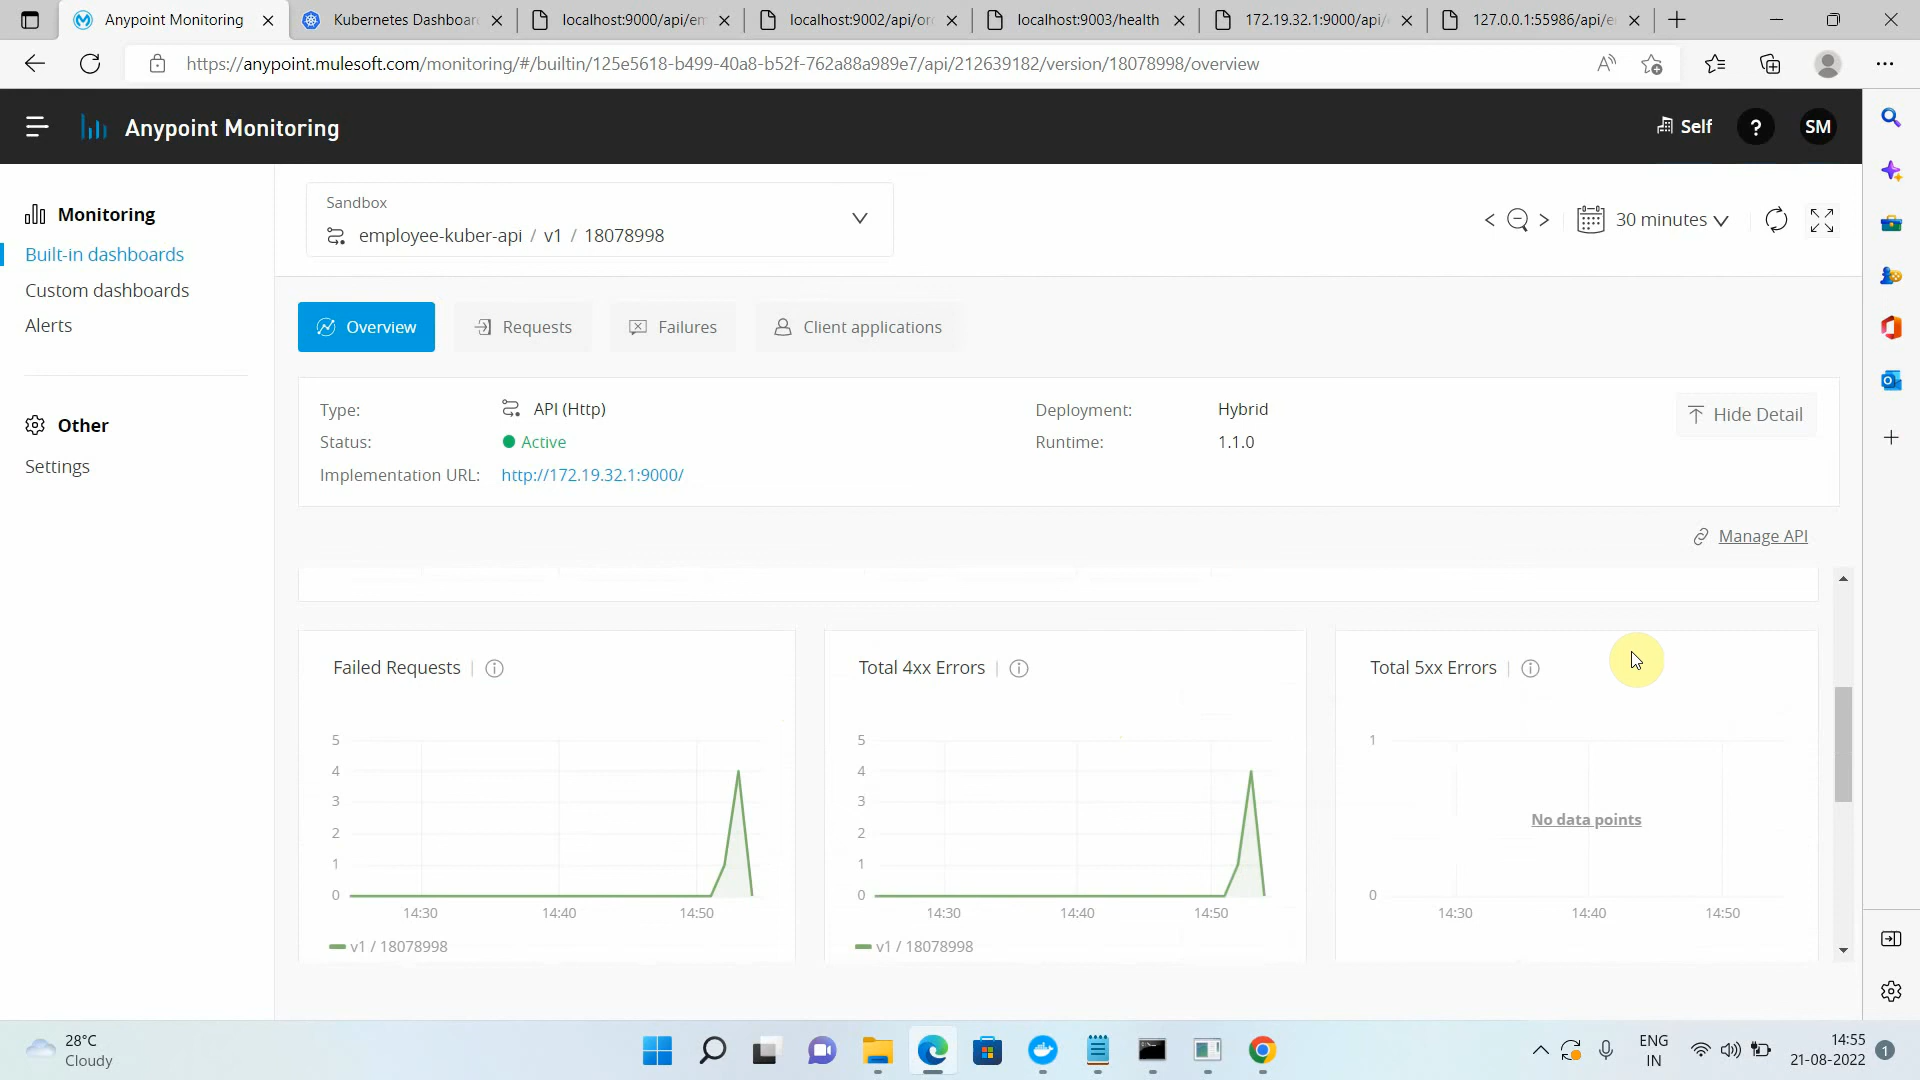 Anypoint Monitoring
Kubernetes Dashboar
localhost:9000/api/em
localhost:9002/api/or
localhost:9003/health
172.19.32.1:9000/api/
127.0.0.1:55986/api/e
https://anypoint.mulesoft.com/monitoring/#/builtin/125e5618-b499-40a8-b52f-762a88a989e7/api/212639182/version/18078998/overview
Anypoint Monitoring
Self
?
SM
Monitoring
Built-in dashboards
Custom dashboards
Alerts
Other
Settings
Sandbox
employee-kuber-api / v1 / 18078998
30 minutes
Overview
Requests
Failures
Client applications
Type: API (Http)
Status: Active
Implementation URL: http://172.19.32.1:9000/
Deployment: Hybrid
Runtime: 1.1.0
Hide Detail
Manage API
Failed Requests
5
4
3
2
1
0
14:30 14:40 14:50
v1 / 18078998
Total 4xx Errors
5
4
3
2
1
0
14:30 14:40 14:50
v1 / 18078998
Total 5xx Errors
1
No data points
0
14:30 14:40 14:50
28°C
Cloudy
ENG
IN
14:55
21-08-2022
1